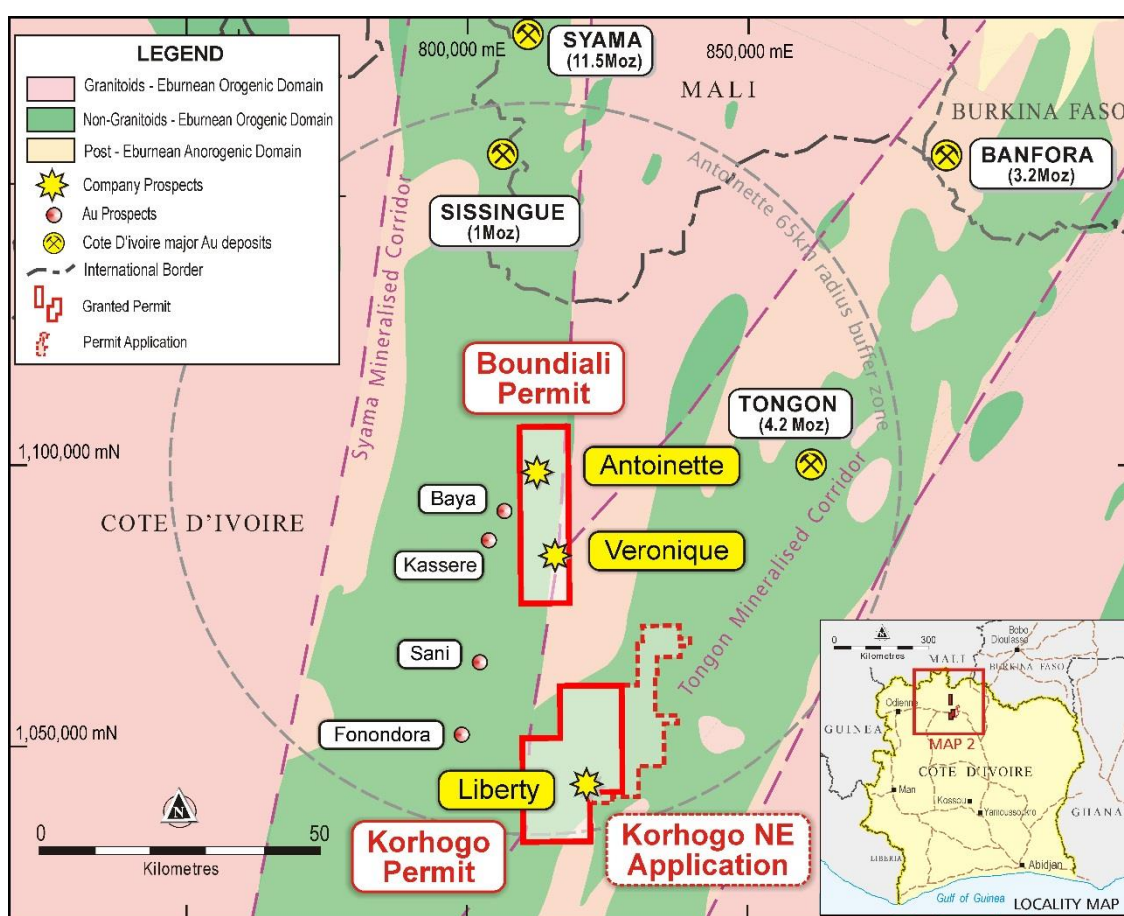 LEGEND
Granitoids - Eburnean Orogenic Domain
Non-Granitoids - Eburnean Orogenic Domain
Post - Eburnean Anorogenic Domain
Company Prospects
Au Prospects
Cote D'ivoire major Au deposits
International Border
Granted Permit
Permit Application
800,000 mE
850,000 mE
SYAMA
(11.5Moz)
MALI
BURKINA FASO
BANFORA
(3.2Moz)
SISSINGUE
(1Moz)
Antoinette 65km radius buffer zone
Syama Mineralised Corridor
Boundiali
Permit
TONGON
(4.2 Moz)
1,100,000 mN
Antoinette
Baya
COTE D'IVOIRE
Kassere
Veronique
Tongon Mineralised Corridor
Sani
Fonondora
1,050,000 mN
Liberty
N
0
50
Kilometres
Korhogo
Permit
Korhogo NE
Application
0
300
Kilometres
Bobo
Dioulasso
MALI
BURKINA FASO
Odienne
GUINEA
MAP 2
COTE D'IVOIRE
Man
Kossou
Yamoussokro
GHANA
LIBERIA
Abidjan
Gulf of Guinea
LOCALITY MAP